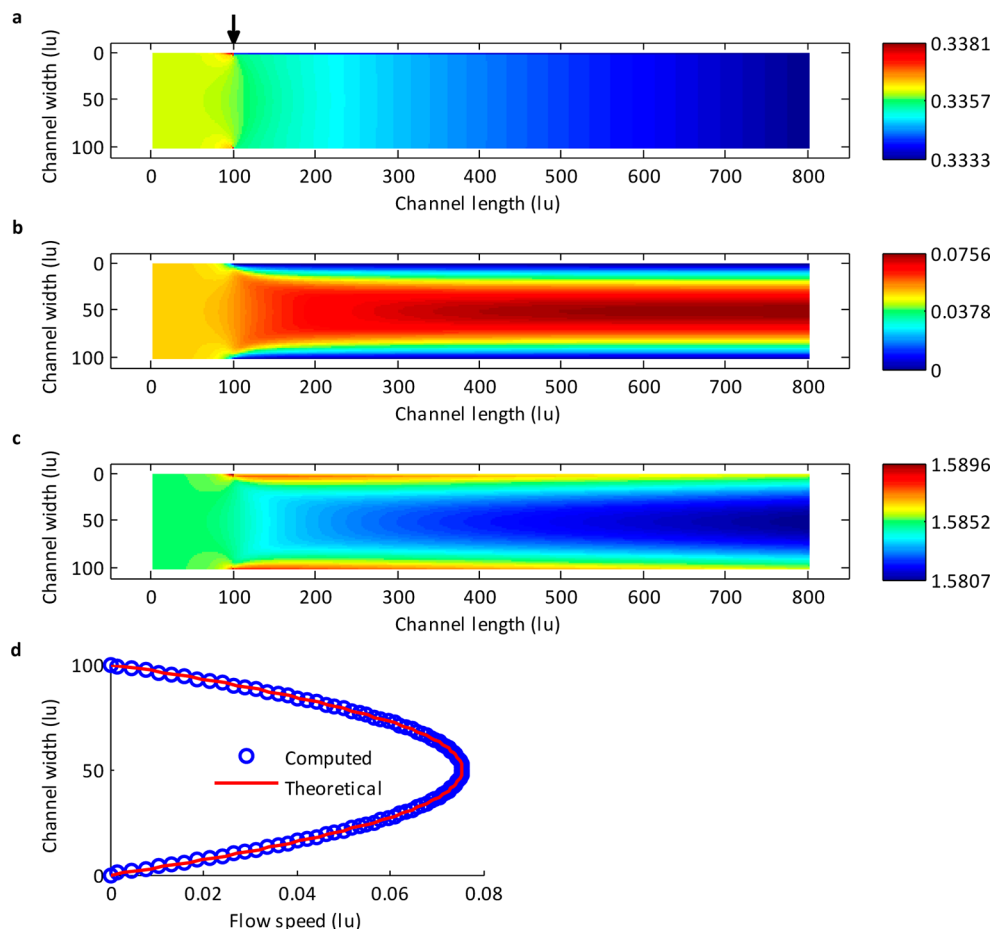 a
Channel width (lu)
0
50
100
0 100 200 300 400 500 600 700 800
Channel length (lu)
0.3381
0.3357
0.3333
b
Channel width (lu)
0
50
100
0 100 200 300 400 500 600 700 800
Channel length (lu)
0.0756
0.0378
0
c
Channel width (lu)
0
50
100
0 100 200 300 400 500 600 700 800
Channel length (lu)
1.5896
1.5852
1.5807
d
Channel width (lu)
100
50
0
Computed
Theoretical
0 0.02 0.04 0.06 0.08
Flow speed (lu)